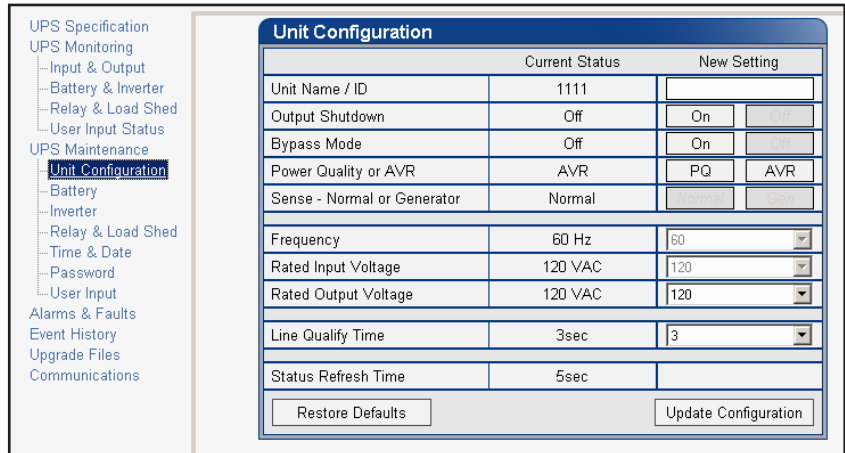 UPS Specification
UPS Monitoring
Input & Output
Battery & Inverter
Relay & Load Shed
User Input Status
UPS Maintenance
Unit Configuration
Battery
Inverter
Relay & Load Shed
Time & Date
Password
User Input
Alarms & Faults
Event History
Upgrade Files
Communications
Unit Configuration
Current Status New Setting
Unit Name / ID 1111
Output Shutdown Off On Off
Bypass Mode Off On Off
Power Quality or AVR AVR PQ AVR
Sense - Normal or Generator Normal Normal Gen
Frequency 60 Hz 60
Rated Input Voltage 120 VAC 120
Rated Output Voltage 120 VAC 120
Line Qualify Time 3sec 3
Status Refresh Time 5sec
Restore Defaults Update Configuration